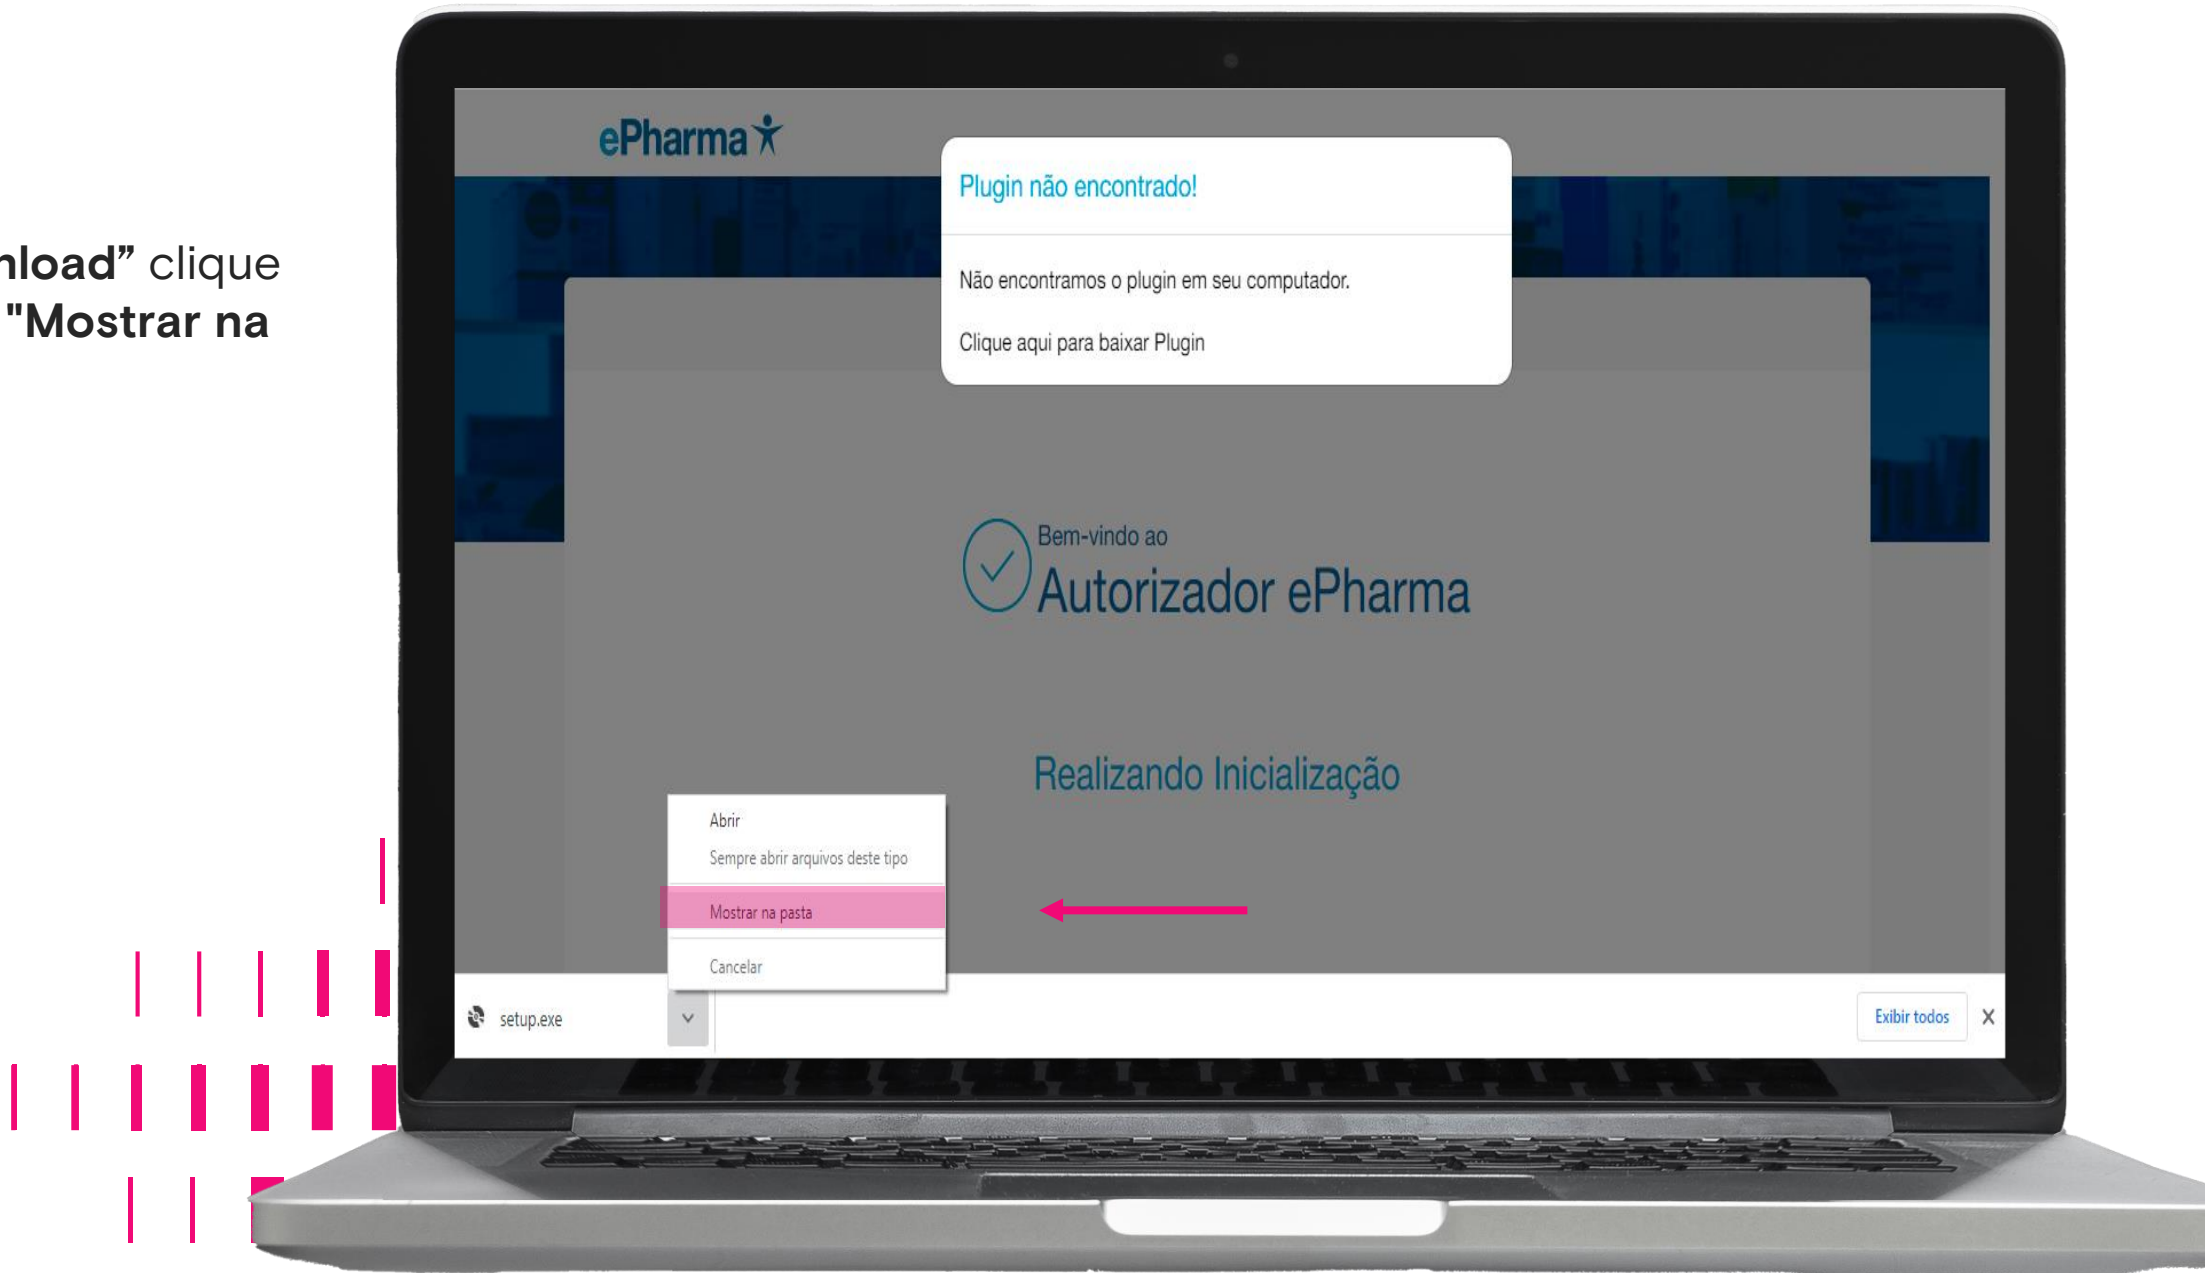 nload” clique
"Mostrar na
ePharma
Plugin não encontrado!
Não encontramos o plugin em seu computador.
Clique aqui para baixar Plugin
Bem-vindo ao
Autorizador ePharma
Realizando Inicialização
Abrir
Sempre abrir arquivos deste tipo
Mostrar na pasta
Cancelar
setup.exe
Exibir todos X